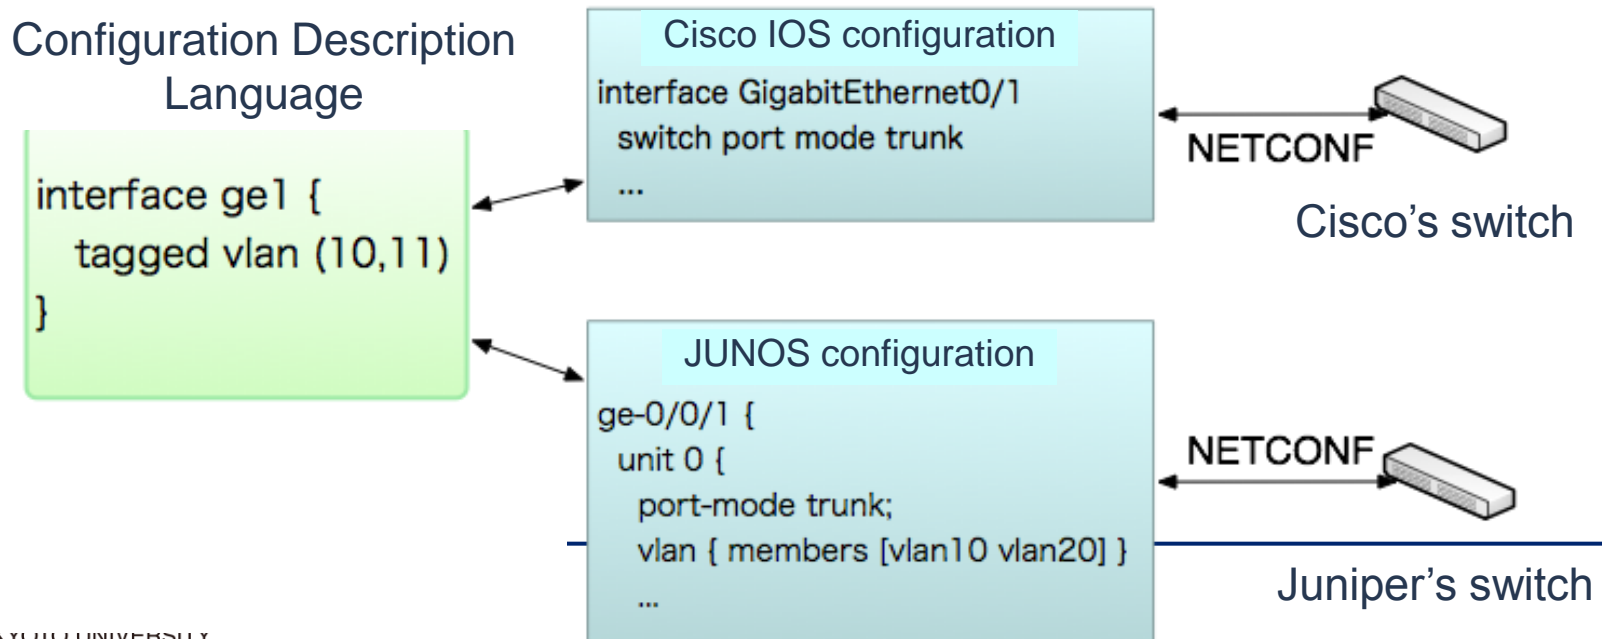 Configuration Description
Language
interface ge1 {
tagged vlan (10,11)
}
Cisco IOS configuration
interface GigabitEthernet0/1
switch port mode trunk
...
NETCONF
Cisco’s switch
JUNOS configuration
ge-0/0/1 {
unit 0 {
port-mode trunk;
vlan { members [vlan10 vlan20] }
...
NETCONF
Juniper’s switch
UNIVERSITY